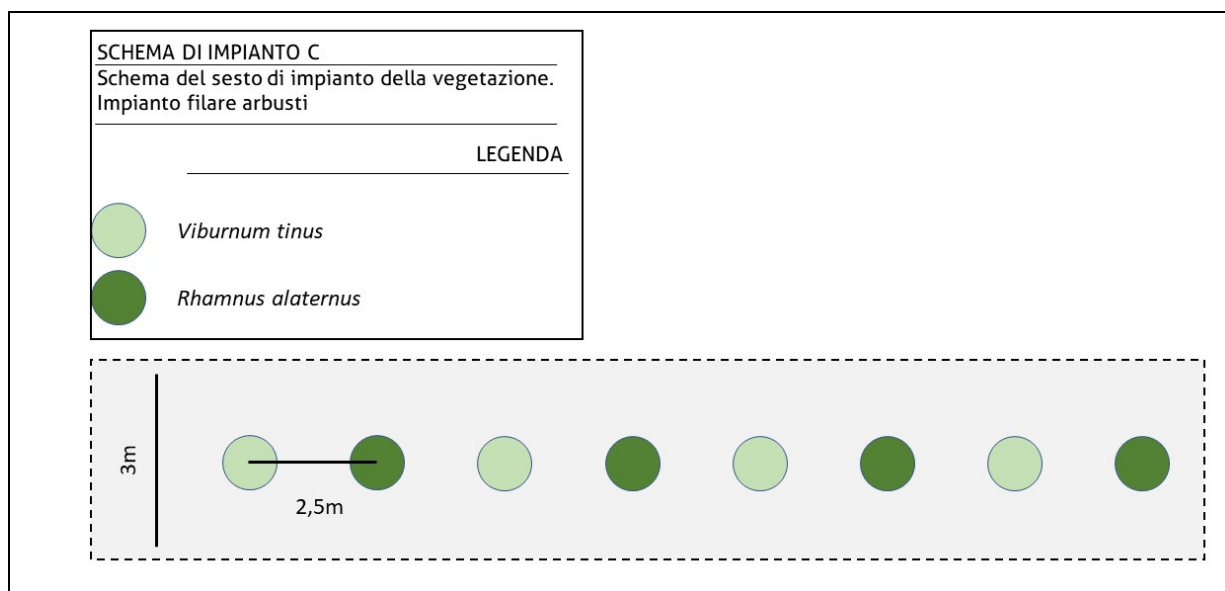 SCHEMA DI IMPIANTO C
Schema del sesto di impianto della vegetazione.
Impianto filare arbusti
LEGENDA
Viburnum tinus
Rhamnus alaternus
3m
2,5m